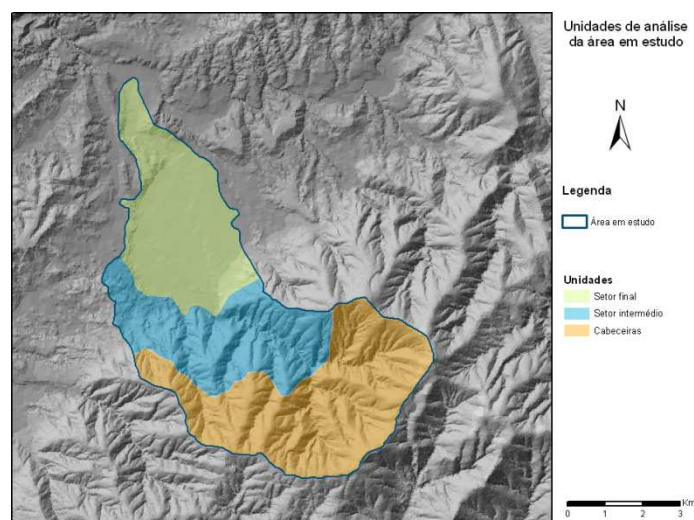 Unidades de análise
da área em estudo
N
Legenda
Área em estudo
Unidades
Setor final
Setor intermédio
Cabeceiras
Km
0 1 2 3